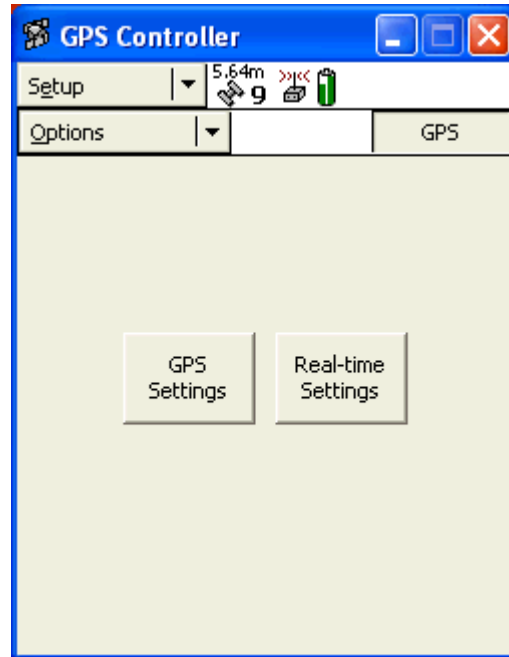 GPS Controller
Setup 5.64m
9
Options GPS
GPS Settings
Real-time Settings